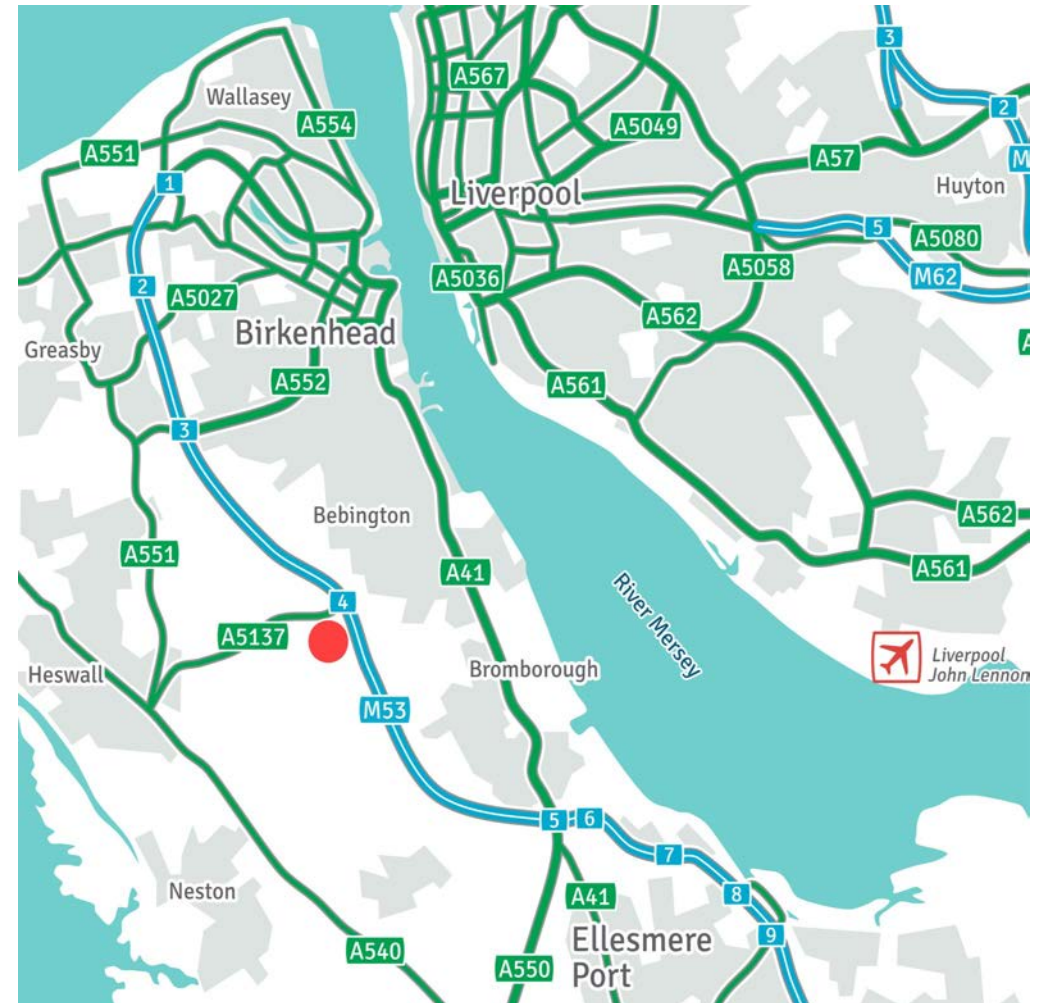 3
A567
Wallasey
A554
2
A5049
A551
A57
M
1
Huyton
Liverpool
5
A5080
A5058
A5036
M62
2
A5027
A562
Birkenhead
A
Greasby
A552
A561
3
Bebington
A562
A551
A41
A561
4
River Mersey
A5137
Heswall
Bromborough
Liverpool
John Lennon
M53
5
6
7
Neston
A41
8
9
Ellesmere
Port
A540
A550